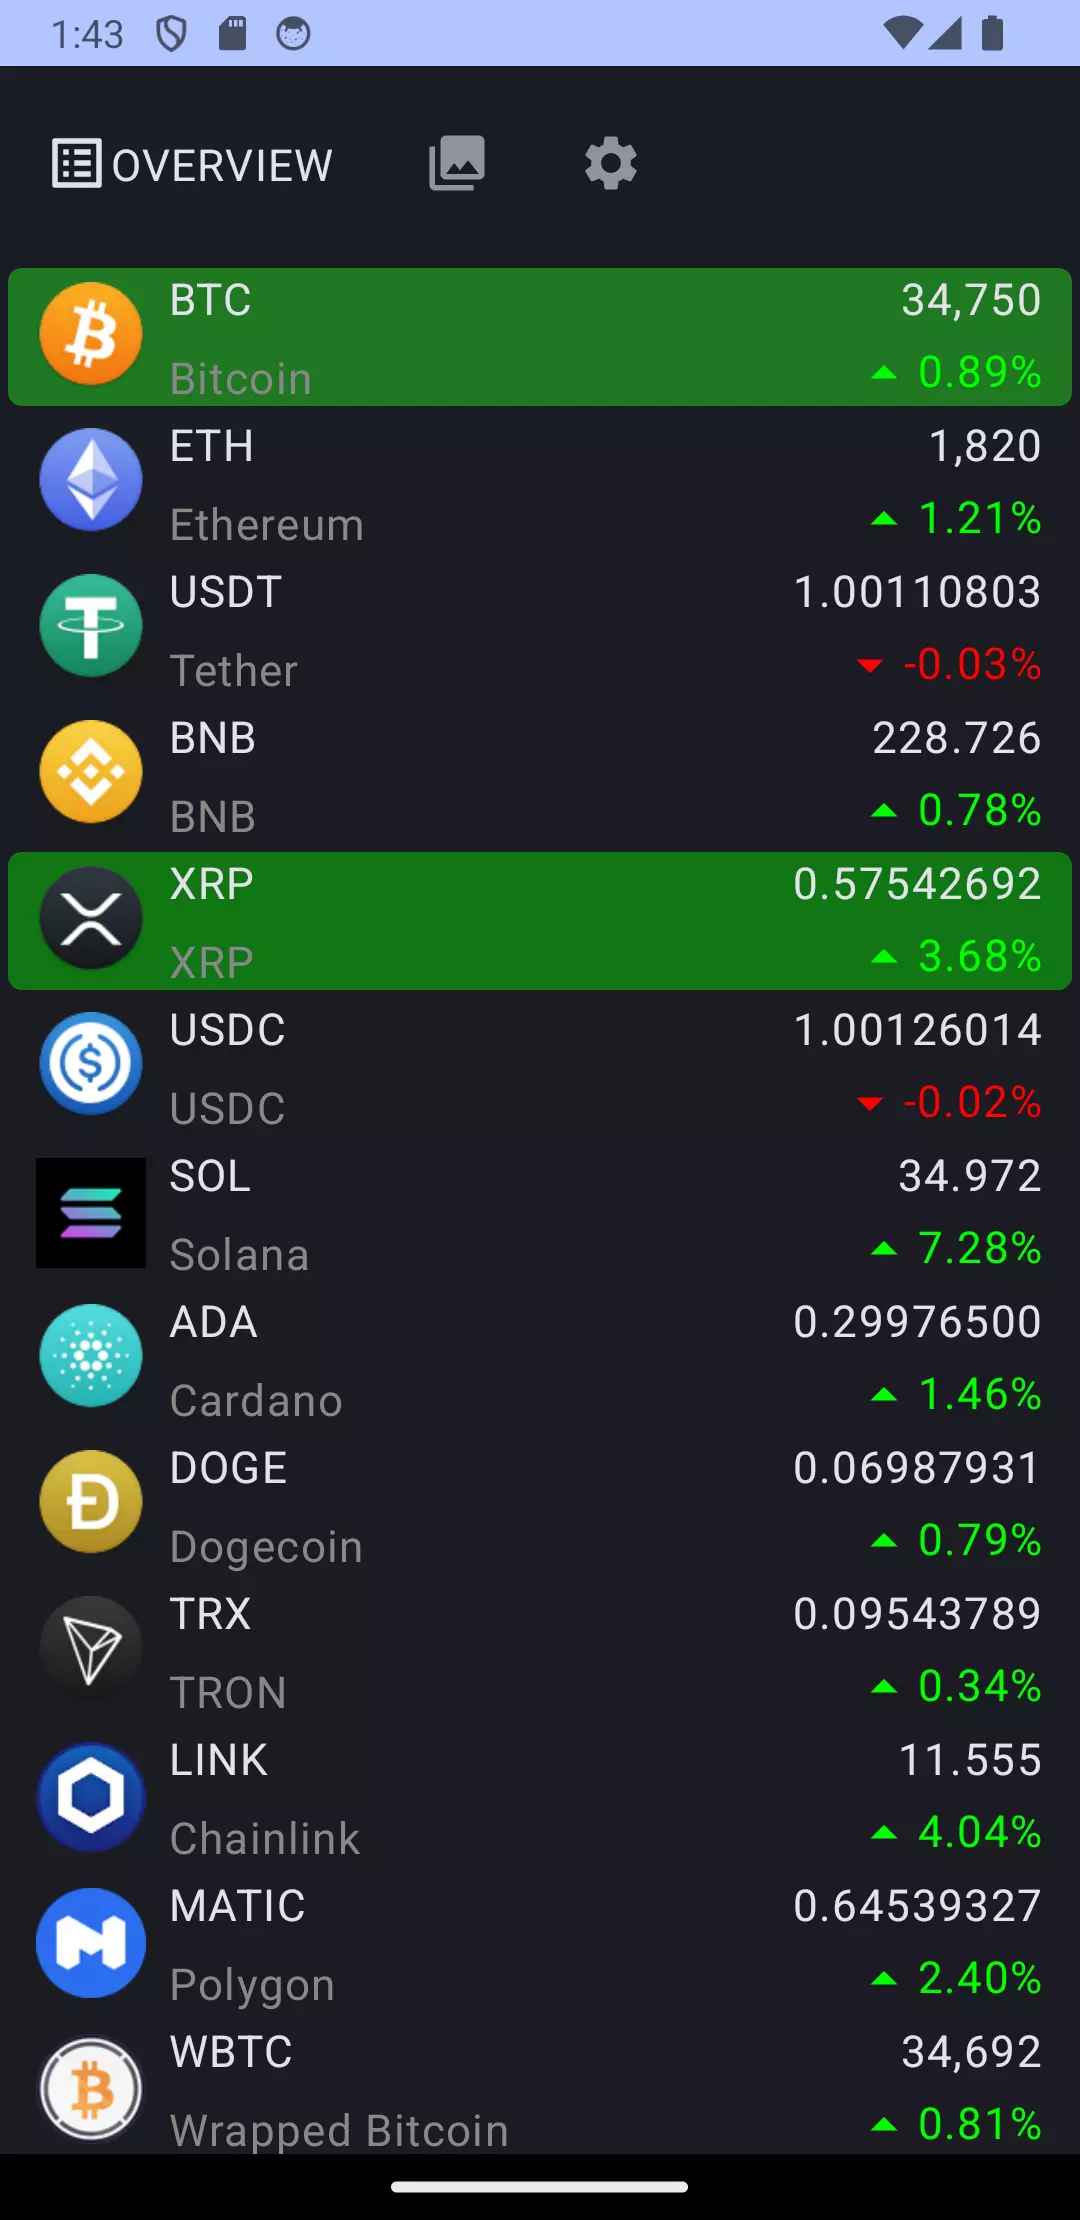 1:43
OVERVIEW
BTC 34,750
Bitcoin 0.89%
ETH 1,820
Ethereum 1.21%
USDT 1.00110803
Tether -0.03%
BNB 228.726
BNB 0.78%
XRP 0.57542692
XRP 3.68%
USDC 1.00126014
USDC -0.02%
SOL 34.972
Solana 7.28%
ADA 0.29976500
Cardano 1.46%
DOGE 0.06987931
Dogecoin 0.79%
TRX 0.09543789
TRON 0.34%
LINK 11.555
Chainlink 4.04%
MATIC 0.64539327
Polygon 2.40%
WBTC 34,692
Wrapped Bitcoin 0.81%